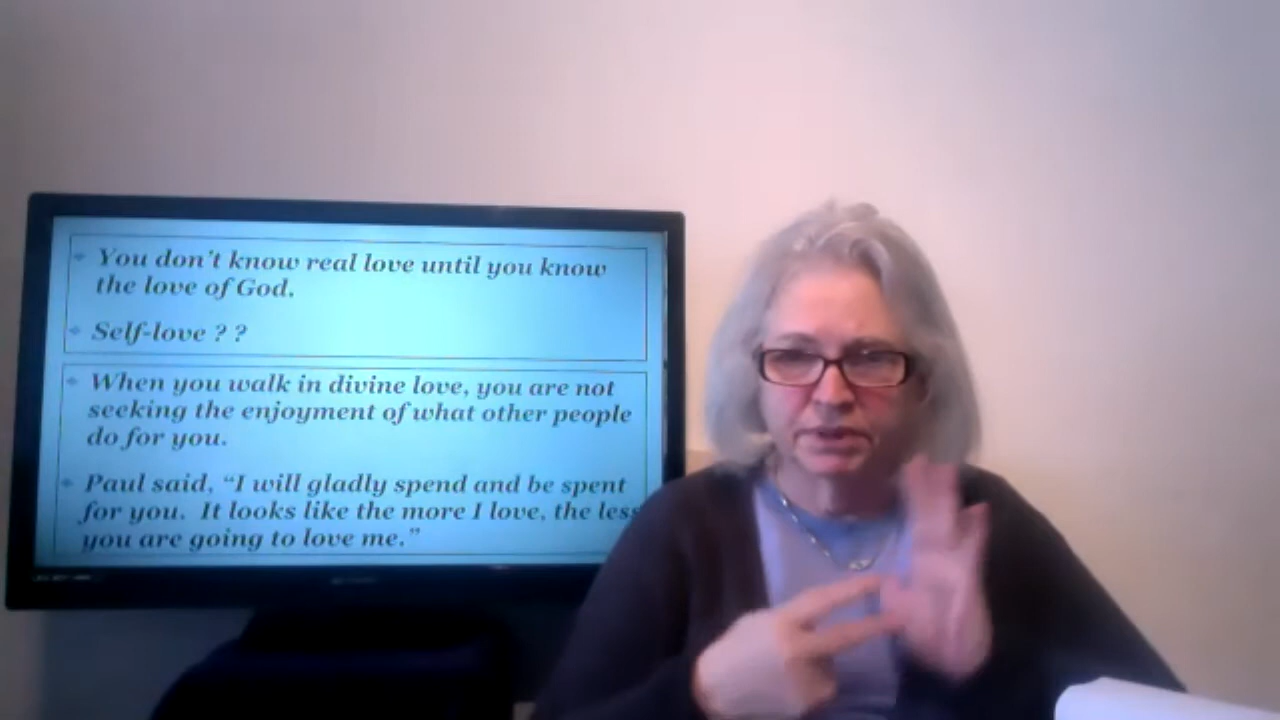 You don't know real love until you know
the love of God.
Self-love ? ?
When you walk in divine love, you are not
seeking the enjoyment of what other people
do for you.
Paul said, “I will gladly spend and be spent
for you. It looks like the more I love, the less
you are going to love me.”